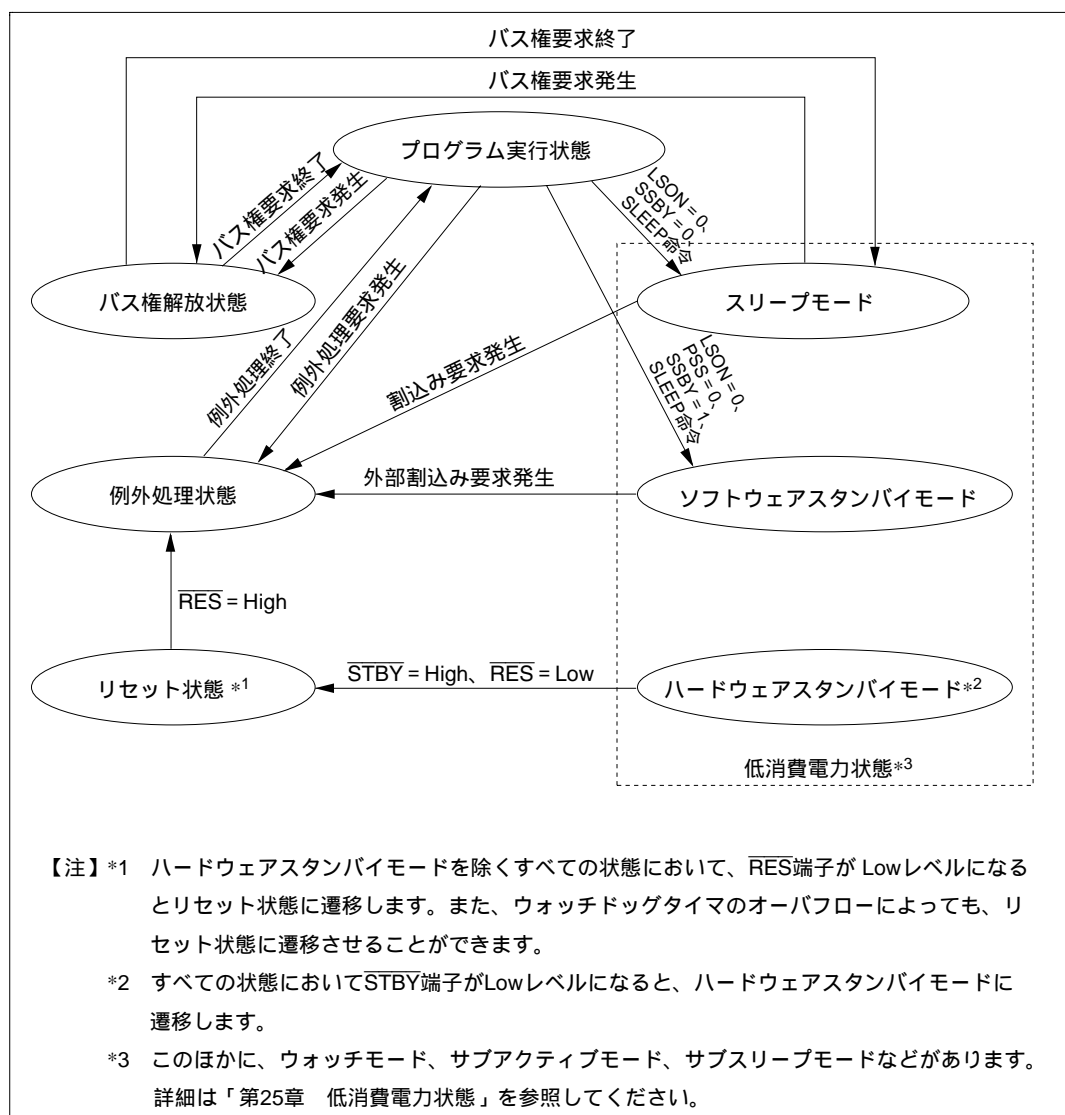 バス権要求終了
バス権要求発生
プログラム実行状態
バス権要求終了
バス権要求発生
LSON = 0、
SSBY = 0、
SLEEP命令
バス権解放状態
スリープモード
例外処理終了
例外処理要求発生
割込み要求発生
LSON = 0、
PSS = 0、
SSBY = 1、
SLEEP命令
例外処理状態
外部割込み要求発生
ソフトウェアスタンバイモード
RES = High
リセット状態 *1
STBY = High、RES = Low
ハードウェアスタンバイモード*2
低消費電力状態*3
【注】*1 ハードウェアスタンバイモードを除くすべての状態において、RES端子が Lowレベルになる
とリセット状態に遷移します。また、ウォッチドッグタイマのオーバフローによっても、リ
セット状態に遷移させることができます。
*2 すべての状態においてSTBY端子がLowレベルになると、ハードウェアスタンバイモードに
遷移します。
*3 このほかに、ウォッチモード、サブアクティブモード、サブスリープモードなどがあります。
詳細は「第25章 低消費電力状態」を参照してください。